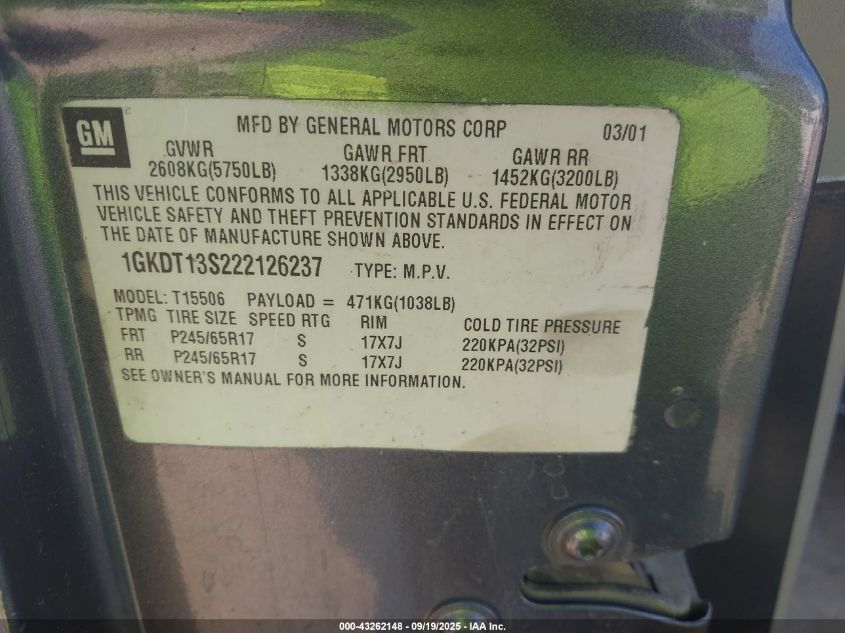 GM
MFD BY GENERAL MOTORS CORP 03/01
GVWR GAWR FRT GAWR RR
2608KG(5750LB) 1338KG(2950LB) 1452KG(3200LB)
THIS VEHICLE CONFORMS TO ALL APPLICABLE U.S. FEDERAL MOTOR
VEHICLE SAFETY AND THEFT PREVENTION STANDARDS IN EFFECT ON
THE DATE OF MANUFACTURE SHOWN ABOVE.
1GKDT13S222126237 TYPE: M.P.V.
MODEL: T15506 PAYLOAD = 471KG(1038LB)
TPMG TIRE SIZE SPEED RTG RIM COLD TIRE PRESSURE
FRT P245/65R17 S 17X7J 220KPA(32PSI)
RR P245/65R17 S 17X7J 220KPA(32PSI)
SEE OWNER'S MANUAL FOR MORE INFORMATION.
000-43262148 - 09/19/2025 - IAA Inc.